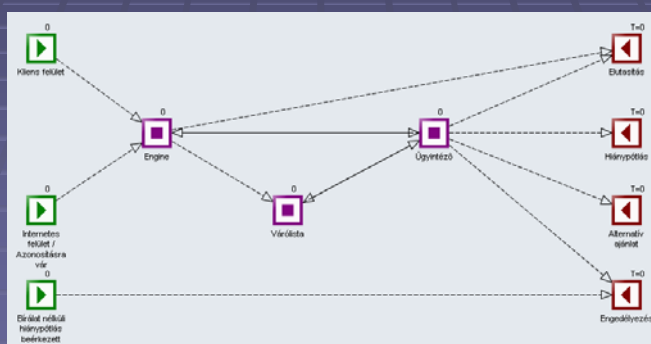 0
Kliens felület
0
Internetes
felület /
Azonosításra
vár
0
Bírálat nélküli
hiánypótlás
beérkezett
0
Engine
0
Várólista
0
Ügyintéző
T=0
Elutasítás
T=0
Hiánypótlás
T=0
Alternatív
ajánlat
T=0
Engedélyezés